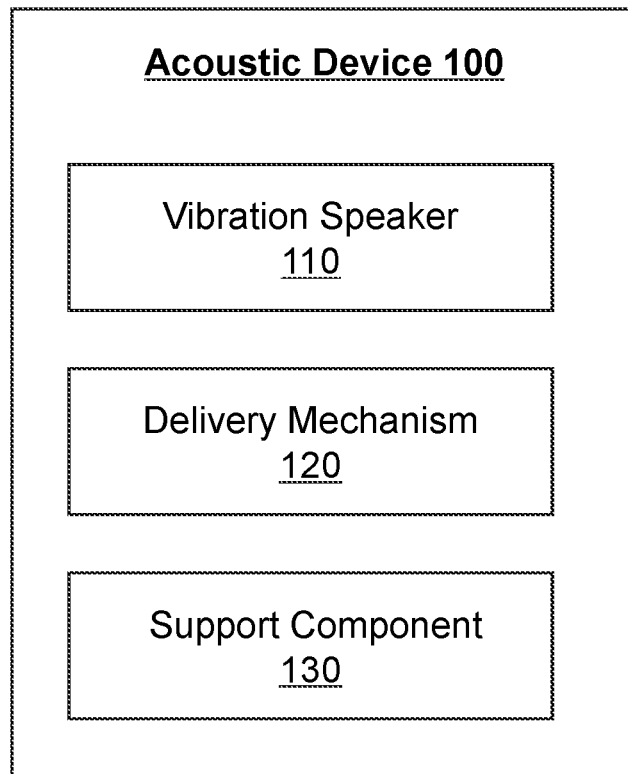 Acoustic Device 100
Vibration Speaker
110
Delivery Mechanism
120
Support Component
130